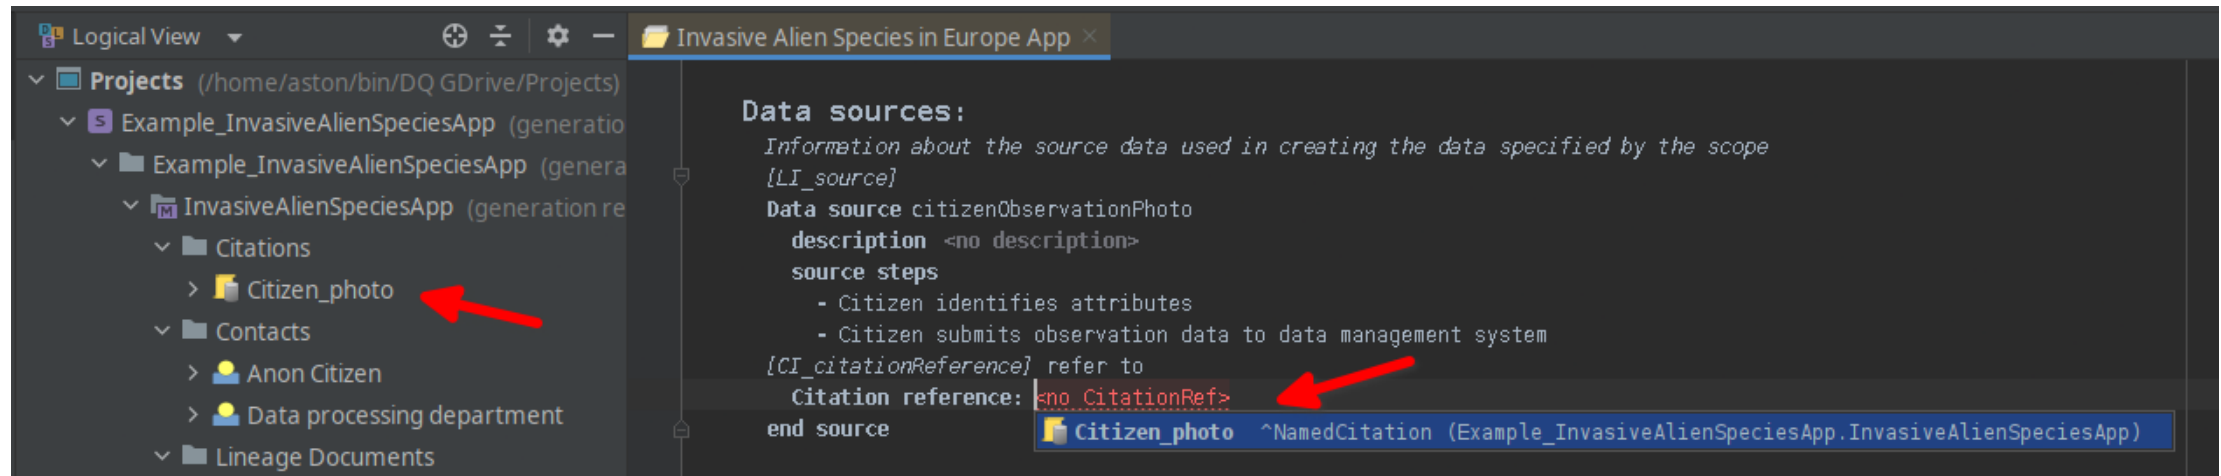 Logical View
Projects (/home/aston/bin/DQ GDrive/Projects)
Example_InvasiveAlienSpeciesApp (generatio
Example_InvasiveAlienSpeciesApp (genera
InvasiveAlienSpeciesApp (generation re
Citations
Citizen_photo
Contacts
Anon Citizen
Data processing department
Lineage Documents
Invasive Alien Species in Europe App
Data sources:
Information about the source data used in creating the data specified by the scope
[LI_source]
Data source citizenObservationPhoto
description <no description>
source steps
- Citizen identifies attributes
- Citizen submits observation data to data management system
[CI_citationReference] refer to
Citation reference: <no CitationRef>
Citizen_photo ^NamedCitation (Example_InvasiveAlienSpeciesApp.InvasiveAlienSpeciesApp)
end source